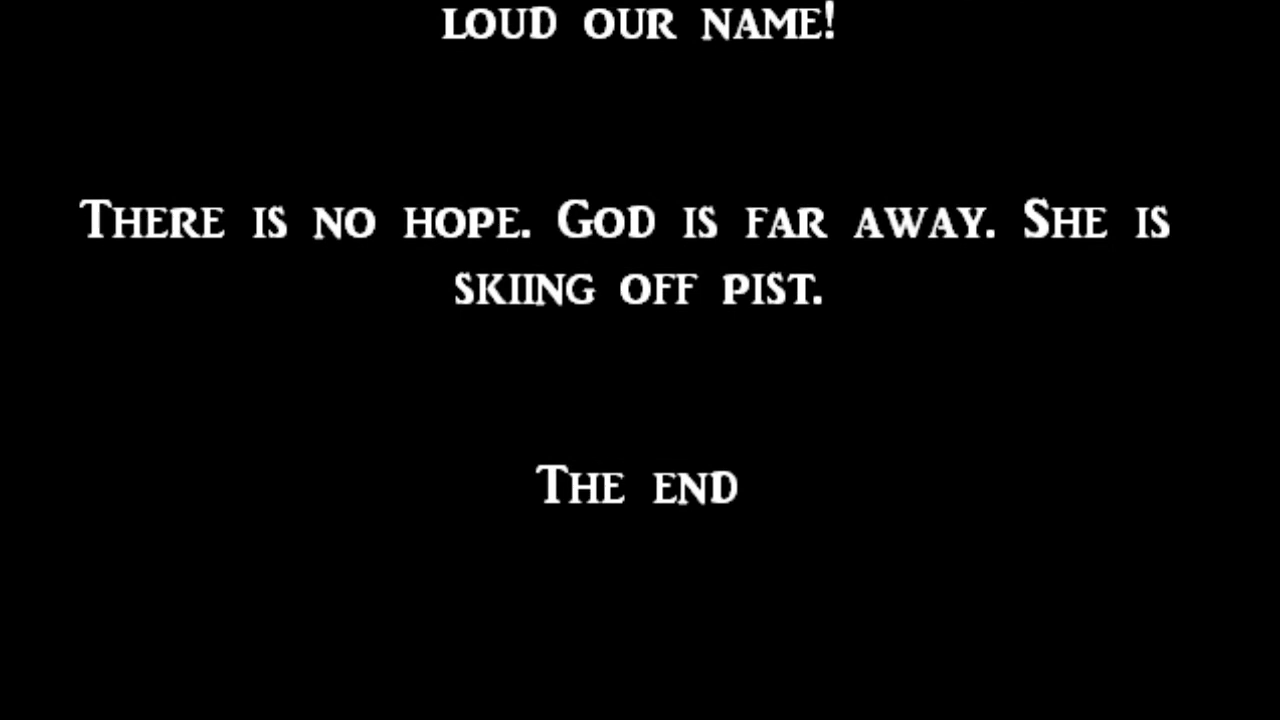 LOUD OUR NAME!
THERE IS NO HOPE. GOD IS FAR AWAY. SHE IS
SKIING OFF PIST.
THE END